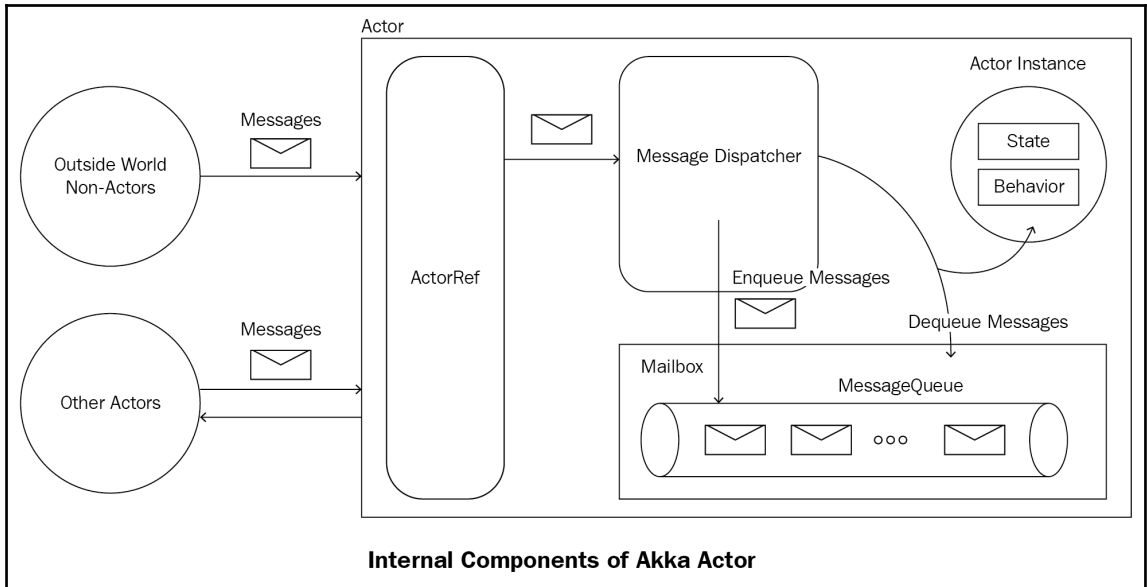 Actor
Actor Instance
Messages
State
Outside World
Non-Actors
Message Dispatcher
Behavior
ActorRef
Enqueue Messages
Messages
Dequeue Messages
Mailbox
MessageQueue
Other Actors
Internal Components of Akka Actor